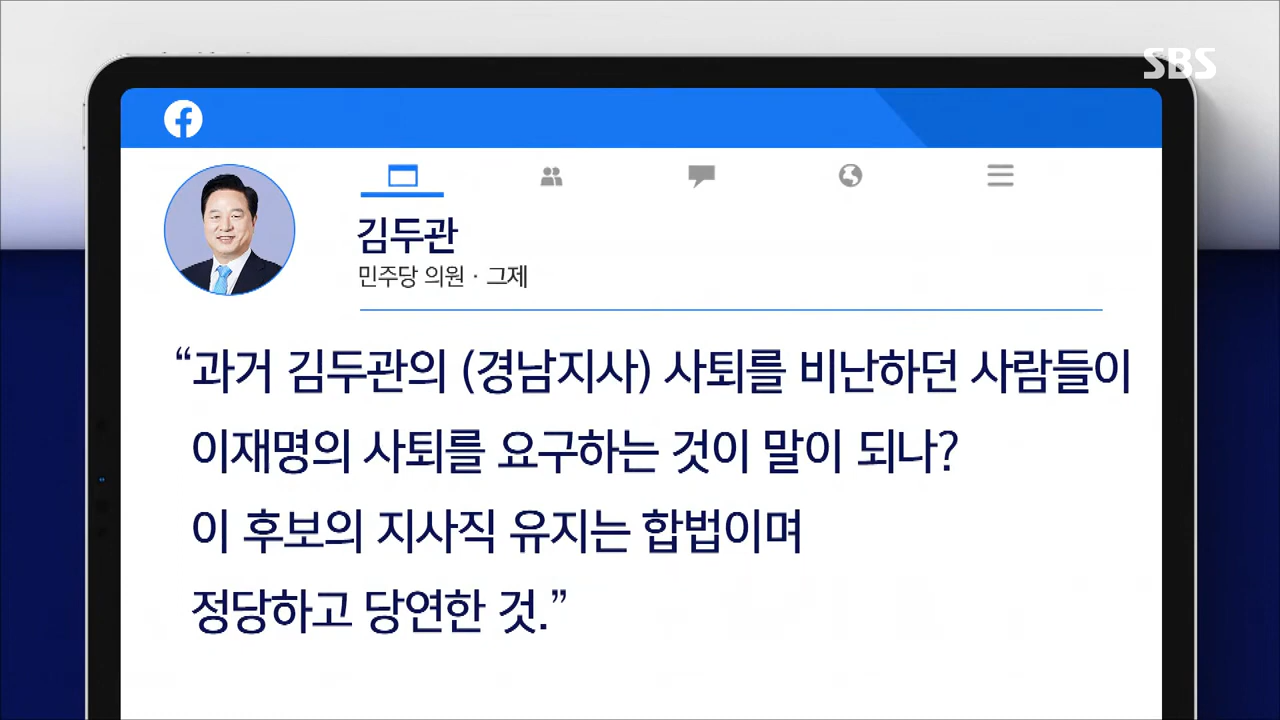 SBS
김두관
민주당 의원 · 그제
“과거 김두관의 (경남지사) 사퇴를 비난하던 사람들이
이재명의 사퇴를 요구하는 것이 말이 되나?
이 후보의 지사직 유지는 합법이며
정당하고 당연한 것.”